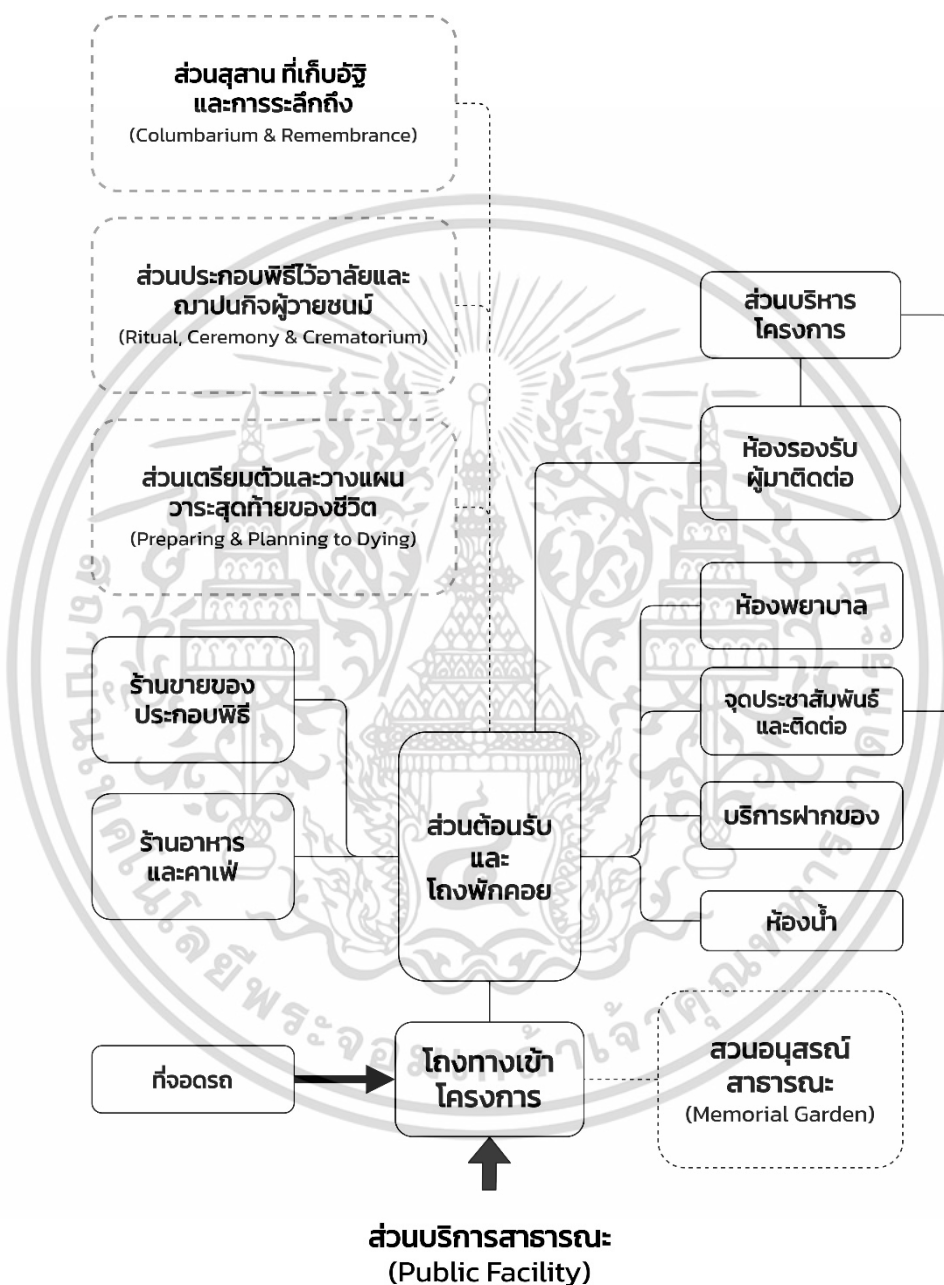 ส่วนสุสาน ที่เก็บอัฐิ
และการระลึกถึง
(Columbarium & Remembrance)
ส่วนประกอบพิธีไว้อาลัยและ
ฌาปนกิจผู้วายชนม์
(Ritual, Ceremony & Crematorium)
ส่วนเตรียมตัวและวางแผน
วาระสุดท้ายของชีวิต
(Preparing & Planning to Dying)
ร้านขายของ
ประกอบพิธี
ร้านอาหาร
และคาเฟ่
ส่วนต้อนรับ
และ
โถงพักคอย
ส่วนบริหาร
โครงการ
ห้องรองรับ
ผู้มาติดต่อ
ห้องพยาบาล
จุดประชาสัมพันธ์
และติดต่อ
บริการฝากของ
ห้องน้ำ
ที่จอดรถ
โถงทางเข้า
โครงการ
สวนอนุสรณ์
สาธารณะ
(Memorial Garden)
ส่วนบริการสาธารณะ
(Public Facility)